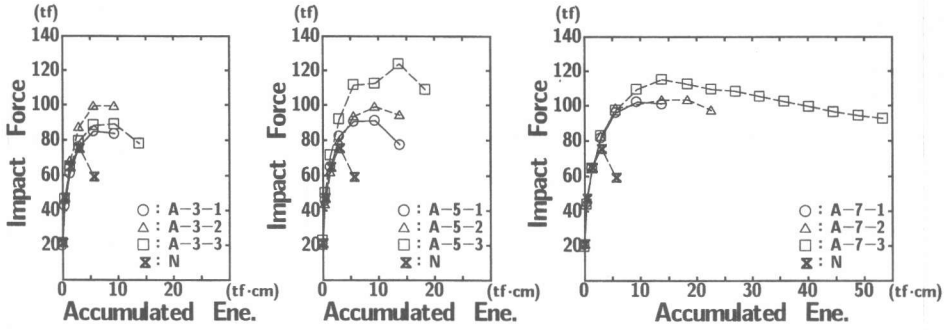 (tf)
140
120
100
80
60
40
20
Impact Force
○ : A-3-1
△ : A-3-2
□ : A-3-3
⧗ : N
0 10 20 (tf·cm)
Accumulated Ene.
(tf)
140
120
100
80
60
40
20
Impact Force
○ : A-5-1
△ : A-5-2
□ : A-5-3
⧗ : N
0 10 20 (tf·cm)
Accumulated Ene.
(tf)
140
120
100
80
60
40
20
Impact Force
○ : A-7-1
△ : A-7-2
□ : A-7-3
⧗ : N
0 10 20 30 40 50 (tf·cm)
Accumulated Ene.